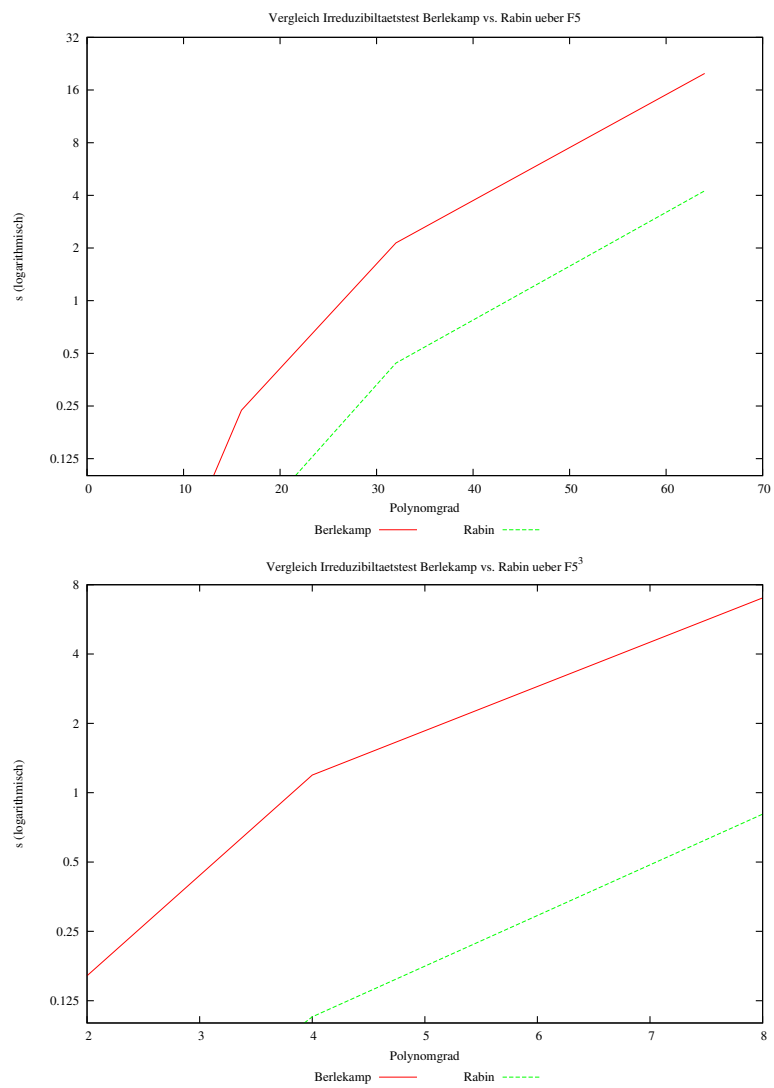 Vergleich Irreduzibiltaetstest Berlekamp vs. Rabin ueber F5
32
16
8
4
2
1
0.5
0.25
0.125
s (logarithmisch)
0 10 20 30 40 50 60 70
Polynomgrad
Berlekamp Rabin
Vergleich Irreduzibiltaetstest Berlekamp vs. Rabin ueber F5³
8
4
2
1
0.5
0.25
0.125
s (logarithmisch)
2 3 4 5 6 7 8
Polynomgrad
Berlekamp Rabin